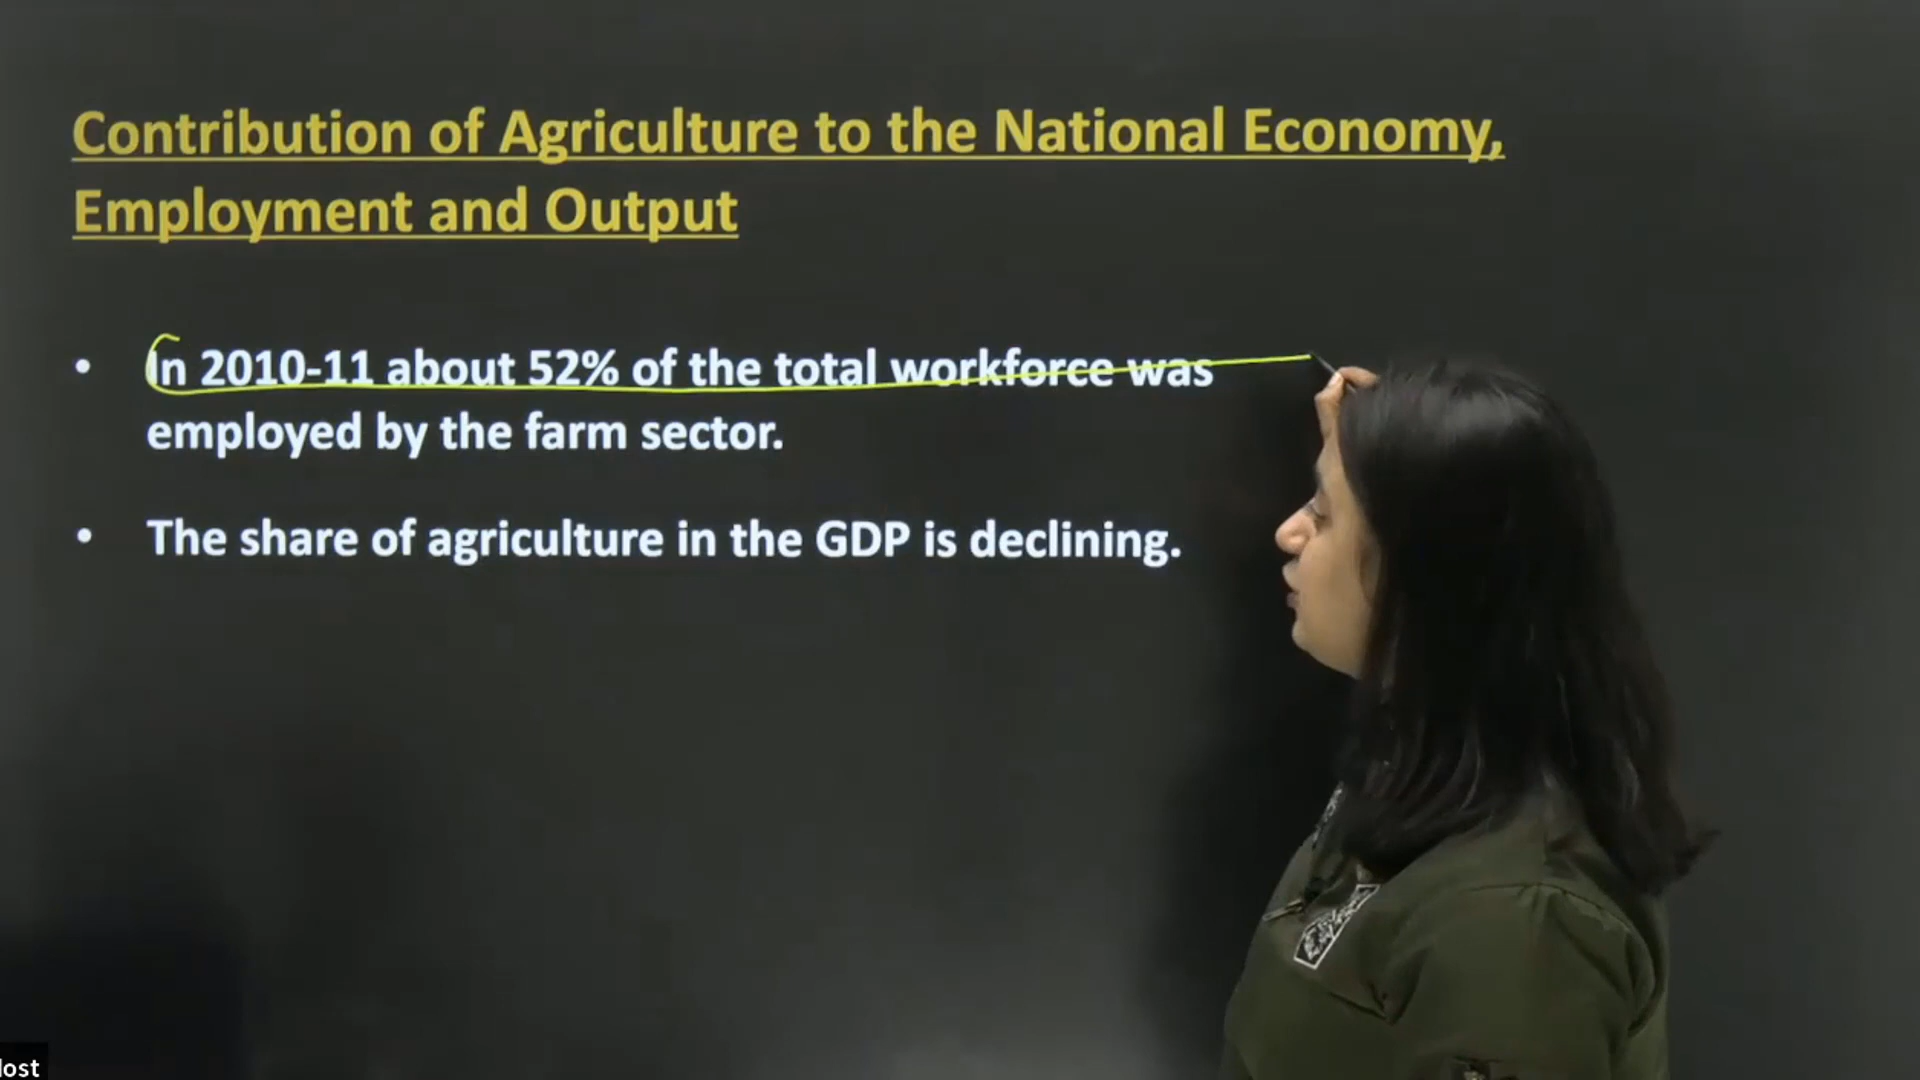 Contribution of Agriculture to the National Economy,
Employment and Output
• In 2010-11 about 52% of the total workforce was
employed by the farm sector.
• The share of agriculture in the GDP is declining.
lost